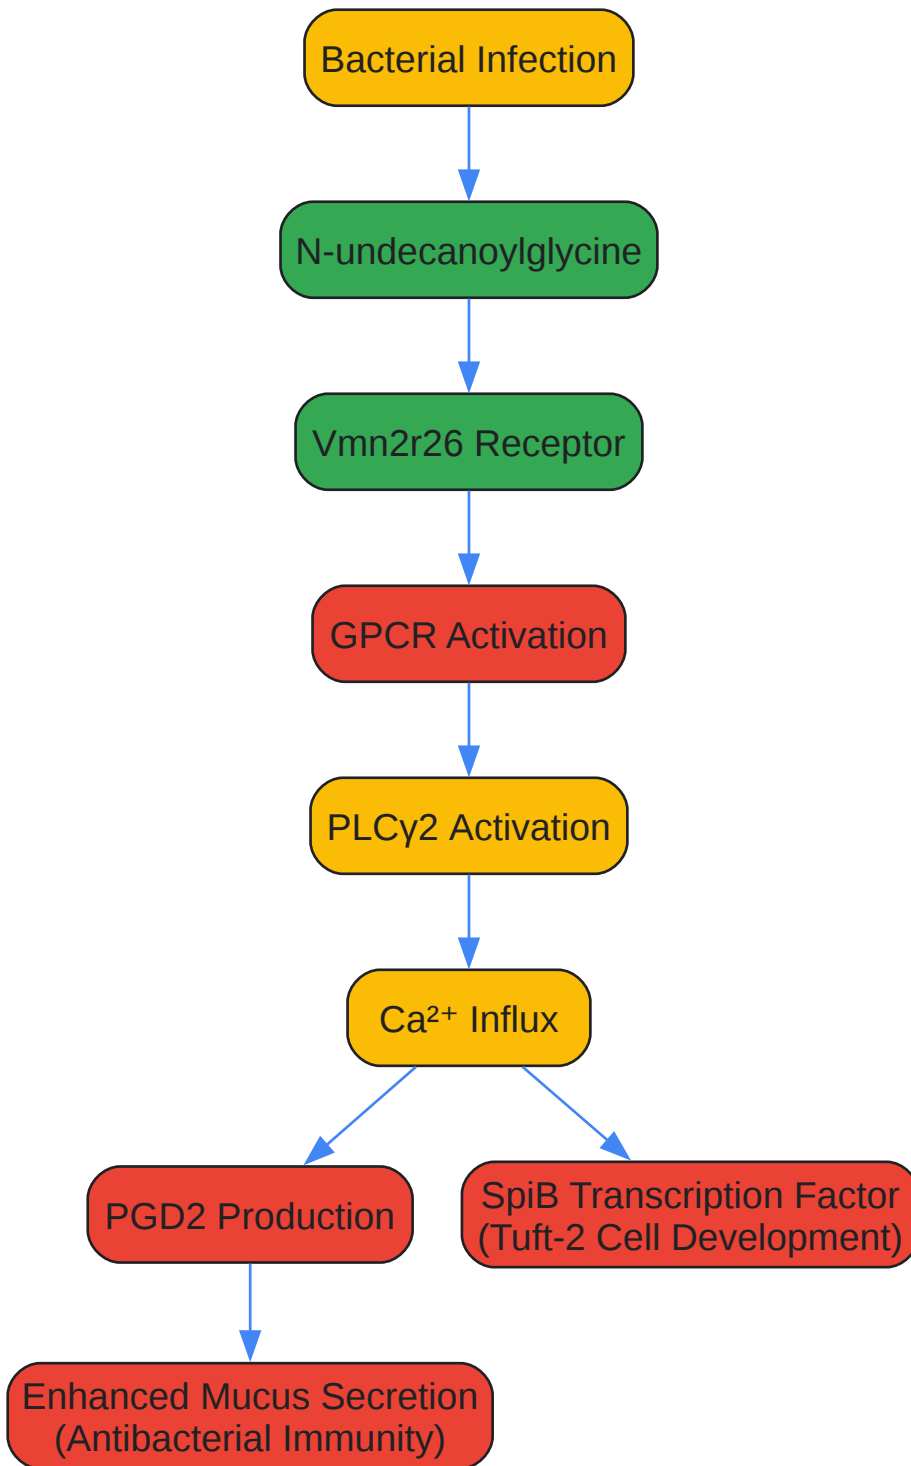 Bacterial Infection
N-undecanoylglycine
Vmn2r26 Receptor
GPCR Activation
PLCγ2 Activation
Ca²⁺ Influx
PGD2 Production
SpiB Transcription Factor
(Tuft-2 Cell Development)
Enhanced Mucus Secretion
(Antibacterial Immunity)